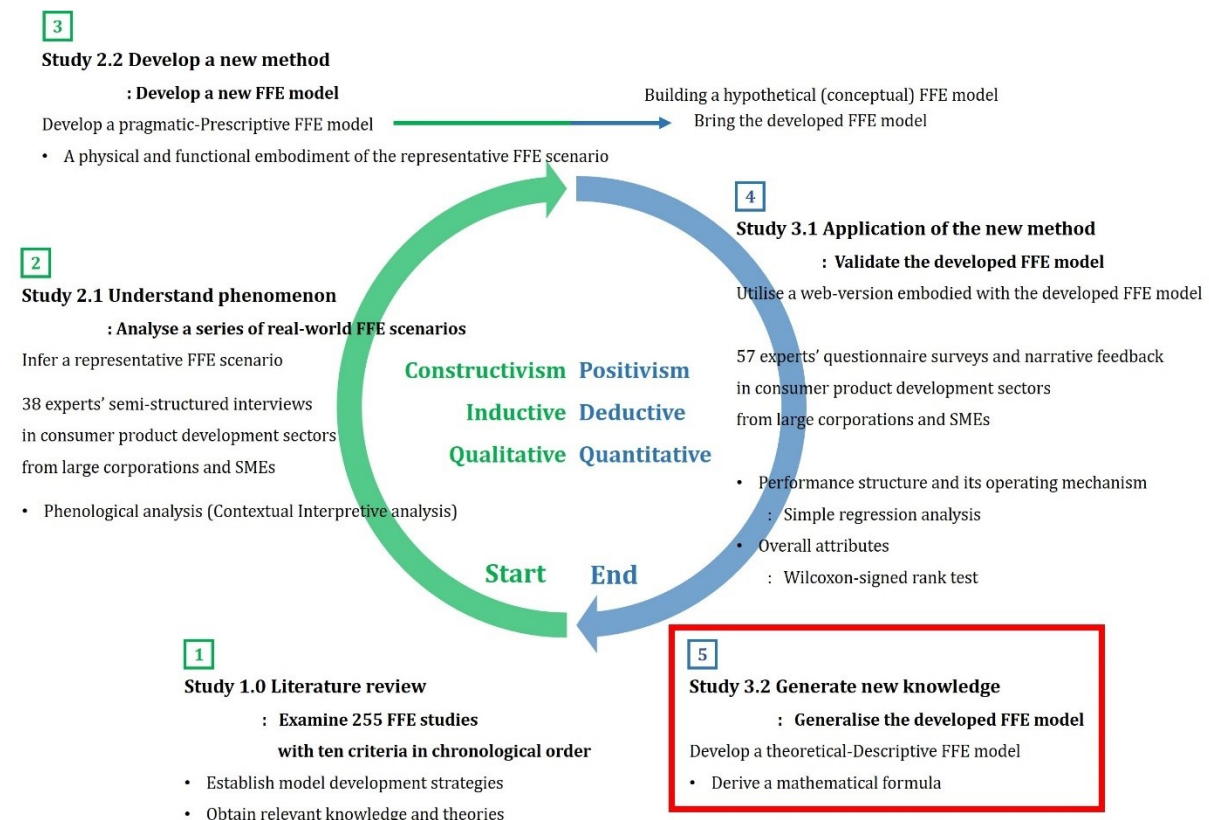 3
Study 2.2 Develop a new method
: Develop a new FFE model
Develop a pragmatic-Prescriptive FFE model
• A physical and functional embodiment of the representative FFE scenario
Building a hypothetical (conceptual) FFE model
Bring the developed FFE model
2
Study 2.1 Understand phenomenon
: Analyse a series of real-world FFE scenarios
Infer a representative FFE scenario
38 experts' semi-structured interviews
in consumer product development sectors
from large corporations and SMEs
• Phenological analysis (Contextual Interpretive analysis)
Constructivism Positivism
Inductive Deductive
Qualitative Quantitative
Start End
4
Study 3.1 Application of the new method
: Validate the developed FFE model
Utilise a web-version embodied with the developed FFE model
57 experts' questionnaire surveys and narrative feedback
in consumer product development sectors
from large corporations and SMEs
• Performance structure and its operating mechanism
: Simple regression analysis
• Overall attributes
: Wilcoxon-signed rank test
1
Study 1.0 Literature review
: Examine 255 FFE studies
with ten criteria in chronological order
• Establish model development strategies
• Obtain relevant knowledge and theories
5
Study 3.2 Generate new knowledge
: Generalise the developed FFE model
Develop a theoretical-Descriptive FFE model
• Derive a mathematical formula